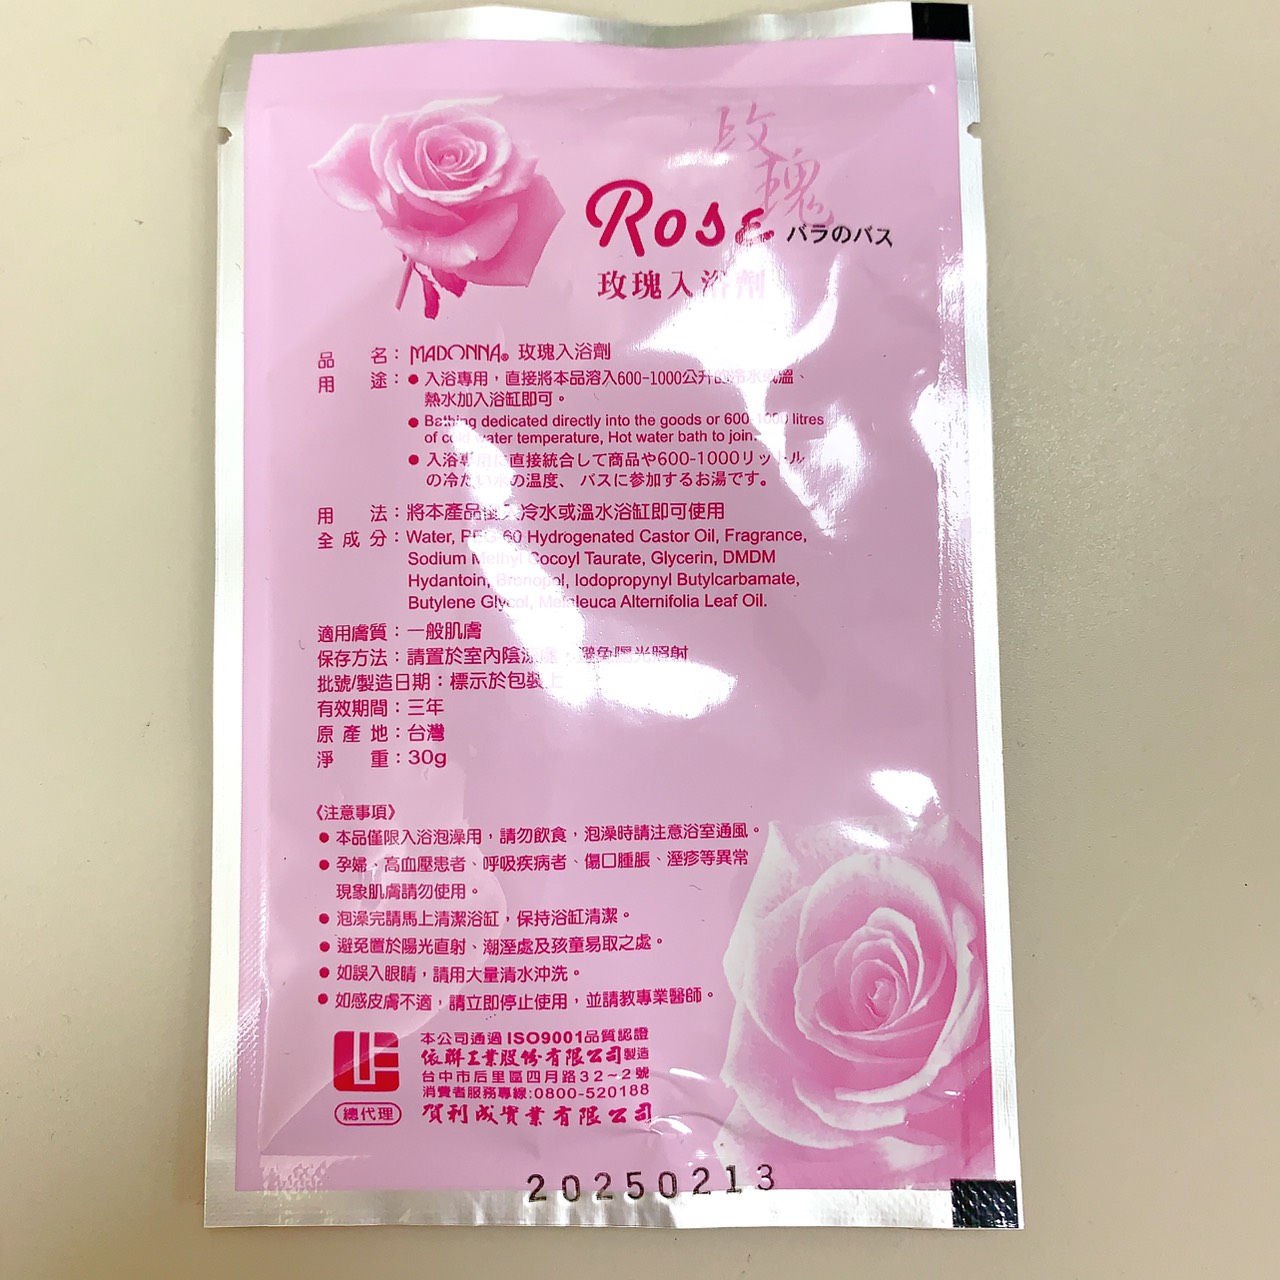 玫瑰
Rose バラのバス
玫瑰入浴劑
品名：MADONNA® 玫瑰入浴劑
用途：● 入浴專用，直接將本品溶入600-1000公升的冷水或溫、
熱水加入浴缸即可。
● Bathing dedicated directly into the goods or 600-1000 litres
of cold water temperature, Hot water bath to join.
● 入浴専用に直接統合して商品や600-1000リットル
の冷たい水の温度、バスに参加するお湯です。
用法：將本產品倒入冷水或溫水浴缸即可使用
全成分：Water, PEG-60 Hydrogenated Castor Oil, Fragrance,
Sodium Methyl Cocoyl Taurate, Glycerin, DMDM
Hydantoin, Bronopol, Iodopropynyl Butylcarbamate,
Butylene Glycol, Melaleuca Alternifolia Leaf Oil.
適用膚質：一般肌膚
保存方法：請置於室內陰涼處，避免陽光照射
批號/製造日期：標示於包裝上
有效期間：三年
原產地：台灣
淨重：30g
《注意事項》
● 本品僅限入浴泡澡用，請勿飲食，泡澡時請注意浴室通風。
● 孕婦、高血壓患者、呼吸疾病者、傷口腫脹、溼疹等異常
現象肌膚請勿使用。
● 泡澡完請馬上清潔浴缸，保持浴缸清潔。
● 避免置於陽光直射、潮溼處及孩童易取之處。
● 如誤入眼睛，請用大量清水沖洗。
● 如感皮膚不適，請立即停止使用，並請教專業醫師。
本公司通過ISO9001品質認證
依聯工業股份有限公司製造
台中市后里區四月路32~2號
消費者服務專線:0800-520188
總代理 賀利成實業有限公司
20250213